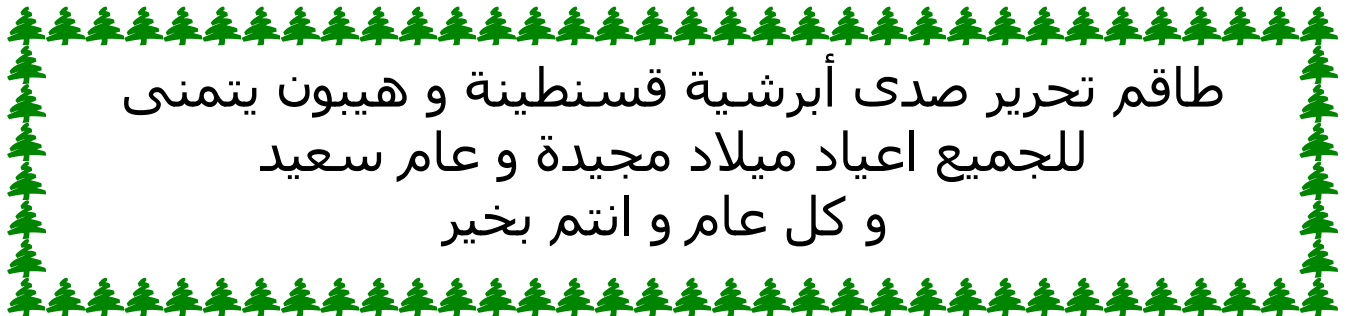 طاقم تحرير صدى أبرشية قسنطينة و هيبون يتمنى
للجميع اعياد ميلاد مجيدة و عام سعيد
و كل عام و انتم بخير